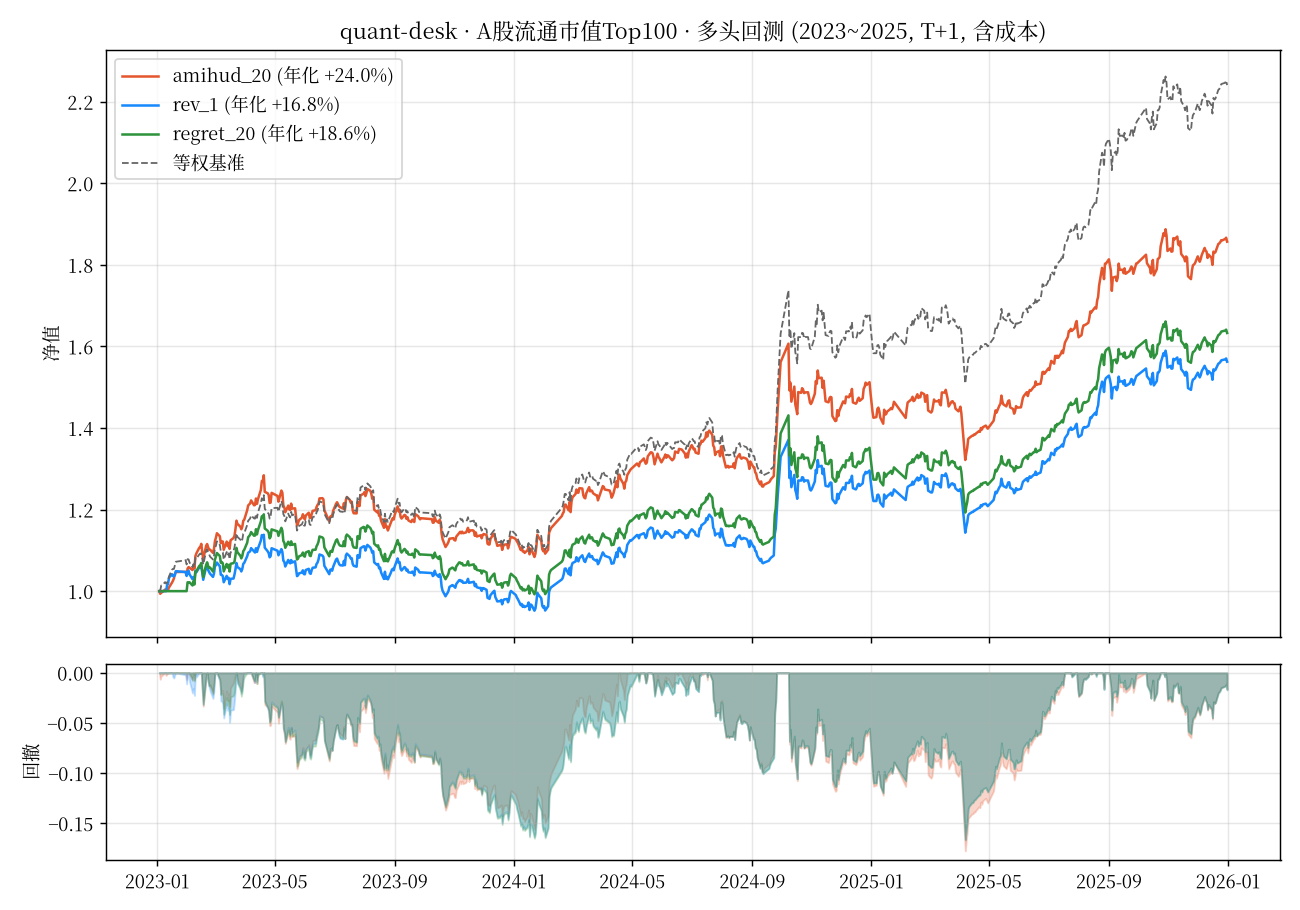 quant-desk · A股流通市值Top100 · 多头回测 (2023~2025, T+1, 含成本)
amihud_20 (年化 +24.0%)
rev_1 (年化 +16.8%)
regret_20 (年化 +18.6%)
等权基准
净值
2.2
2.0
1.8
1.6
1.4
1.2
1.0
回撤
0.00
−0.05
−0.10
−0.15
2023-01 2023-05 2023-09 2024-01 2024-05 2024-09 2025-01 2025-05 2025-09 2026-01